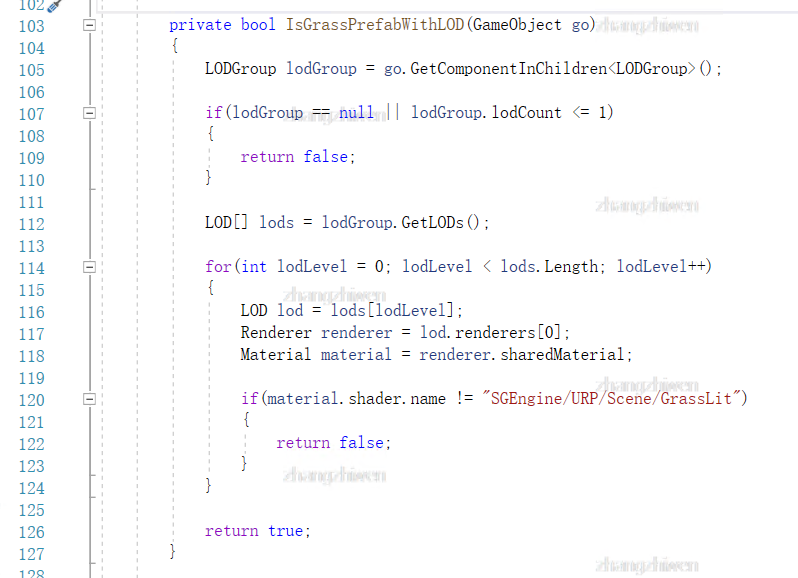 102
103 private bool IsGrassPrefabWithLOD(GameObject go)
104 {
105 LODGroup lodGroup = go.GetComponentInChildren<LODGroup>();
106
107 if(lodGroup == null || lodGroup.lodCount <= 1)
108 {
109 return false;
110 }
111
112 LOD[] lods = lodGroup.GetLODs();
113
114 for(int lodLevel = 0; lodLevel < lods.Length; lodLevel++)
115 {
116 LOD lod = lods[lodLevel];
117 Renderer renderer = lod.renderers[0];
118 Material material = renderer.sharedMaterial;
119
120 if(material.shader.name != "SGEngine/URP/Scene/GrassLit")
121 {
122 return false;
123 }
124 }
125
126 return true;
127 }
128